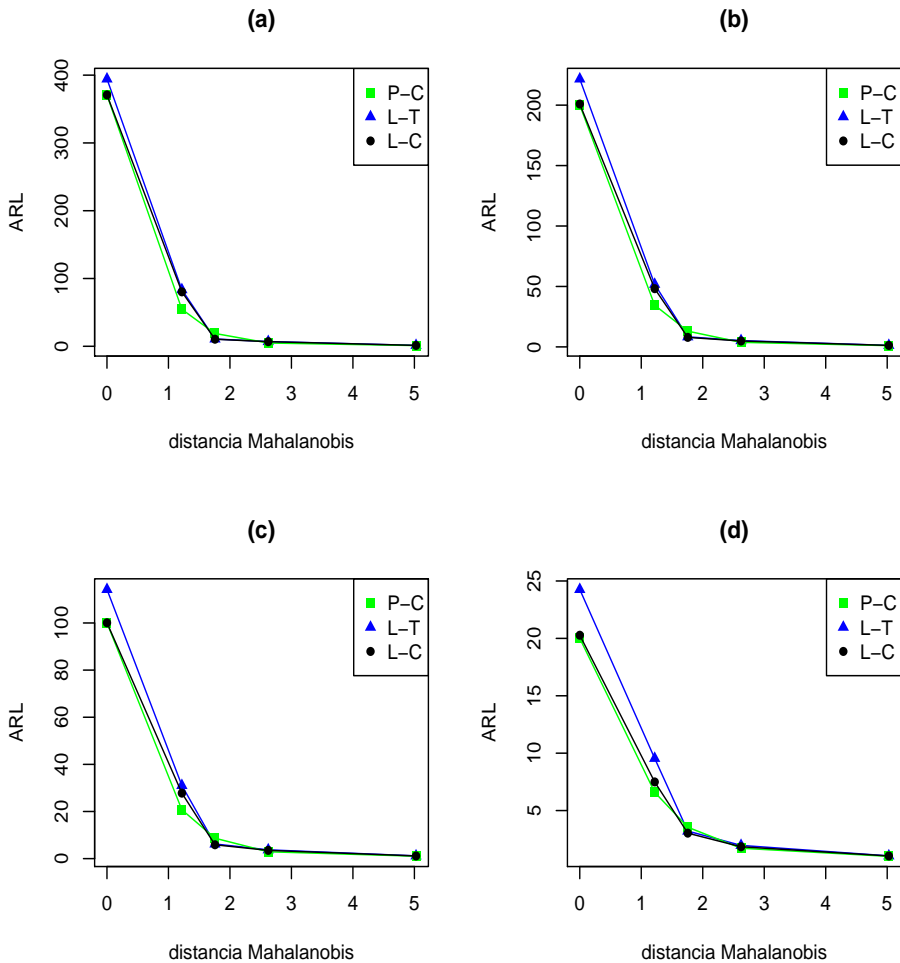 (a)
ARL
400
300
200
100
0
P−C
L−T
L−C
0 1 2 3 4 5
distancia Mahalanobis
(b)
ARL
200
150
100
50
0
P−C
L−T
L−C
0 1 2 3 4 5
distancia Mahalanobis
(c)
ARL
100
80
60
40
20
0
P−C
L−T
L−C
0 1 2 3 4 5
distancia Mahalanobis
(d)
ARL
25
20
15
10
5
P−C
L−T
L−C
0 1 2 3 4 5
distancia Mahalanobis